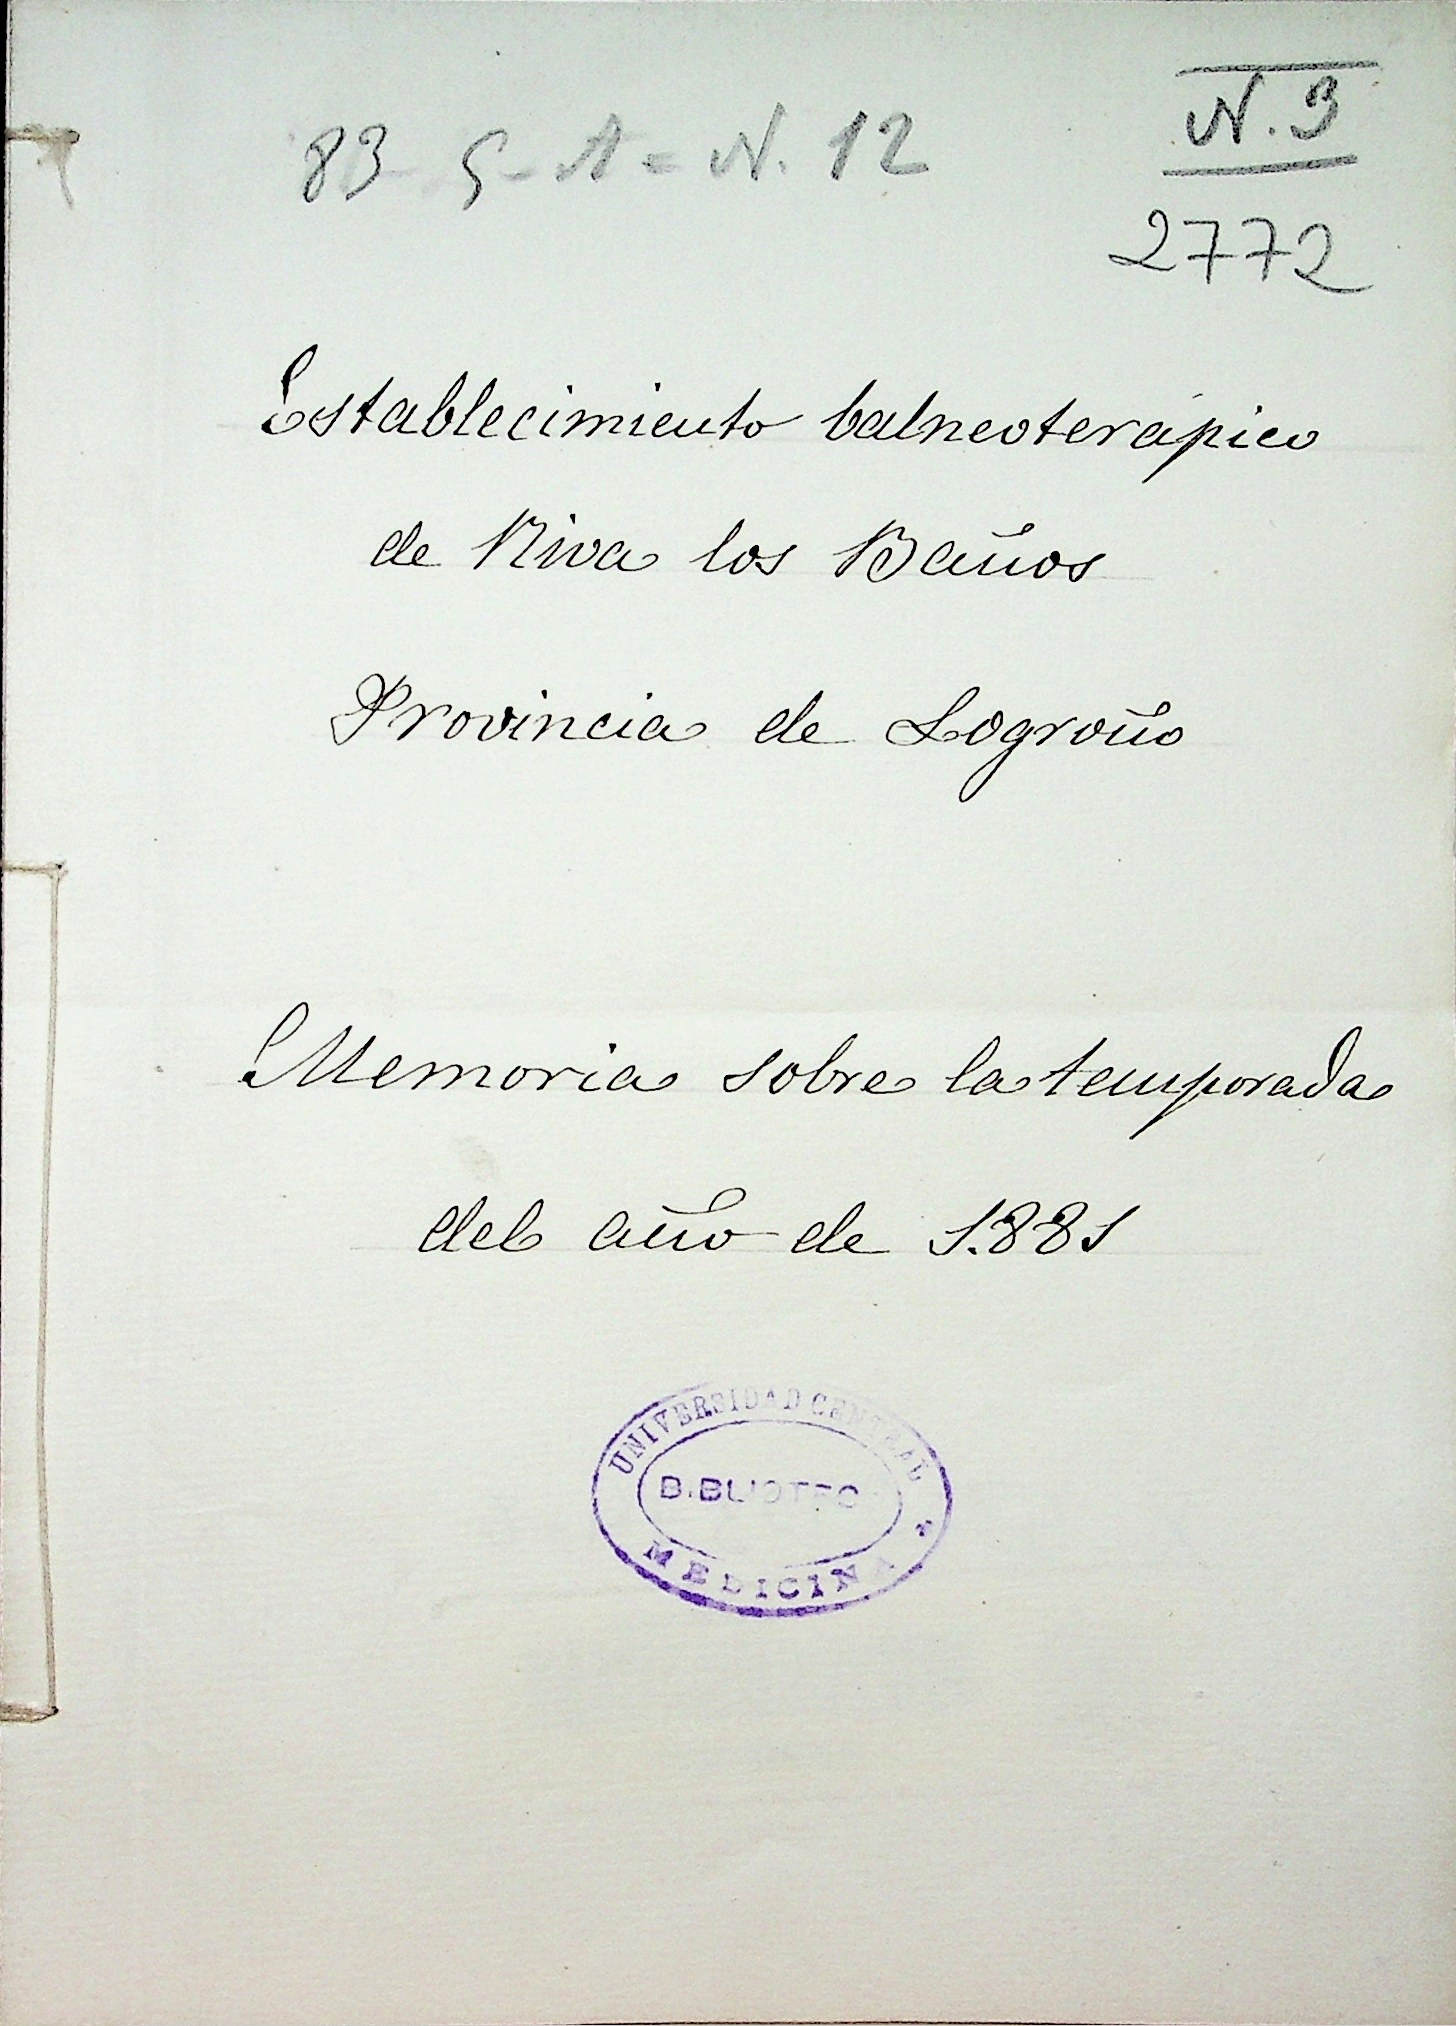 N. 3
83 5-A = N. 12
2772
Establecimiento balneoterápico
de Riva los Baños
Provincia de Logroño
Memoria sobre la temporada
del año de 1.881
UNIVERSIDAD CENTRAL
BIBLIOTECA
MEDICINA